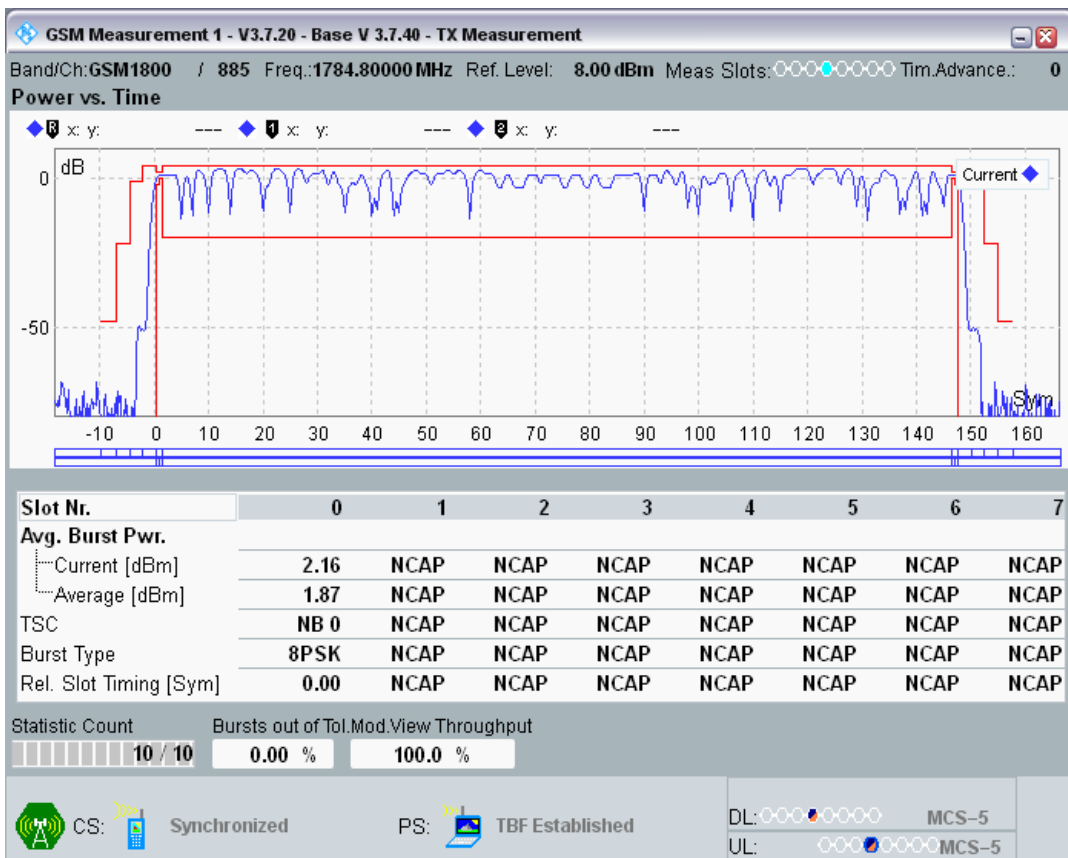 GSM Measurement 1 - V3.7.20 - Base V 3.7.40 - TX Measurement
Band/Ch:GSM1800 / 885 Freq.:1784.80000 MHz Ref. Level: 8.00 dBm Meas Slots: Tim.Advance.: 0
Power vs. Time
R x: y: --- 1 x: y: --- 2 x: y: ---
dB
Current
0
-50
Sym
-10 0 10 20 30 40 50 60 70 80 90 100 110 120 130 140 150 160
Slot Nr. 0 1 2 3 4 5 6 7
Avg. Burst Pwr.
Current [dBm] 2.16 NCAP NCAP NCAP NCAP NCAP NCAP NCAP
Average [dBm] 1.87 NCAP NCAP NCAP NCAP NCAP NCAP NCAP
TSC NB 0 NCAP NCAP NCAP NCAP NCAP NCAP NCAP
Burst Type 8PSK NCAP NCAP NCAP NCAP NCAP NCAP NCAP
Rel. Slot Timing [Sym] 0.00 NCAP NCAP NCAP NCAP NCAP NCAP NCAP
Statistic Count Bursts out of Tol.Mod.View Throughput
10 / 10 0.00 % 100.0 %
CS: Synchronized PS: TBF Established DL: MCS-5
UL: MCS-5